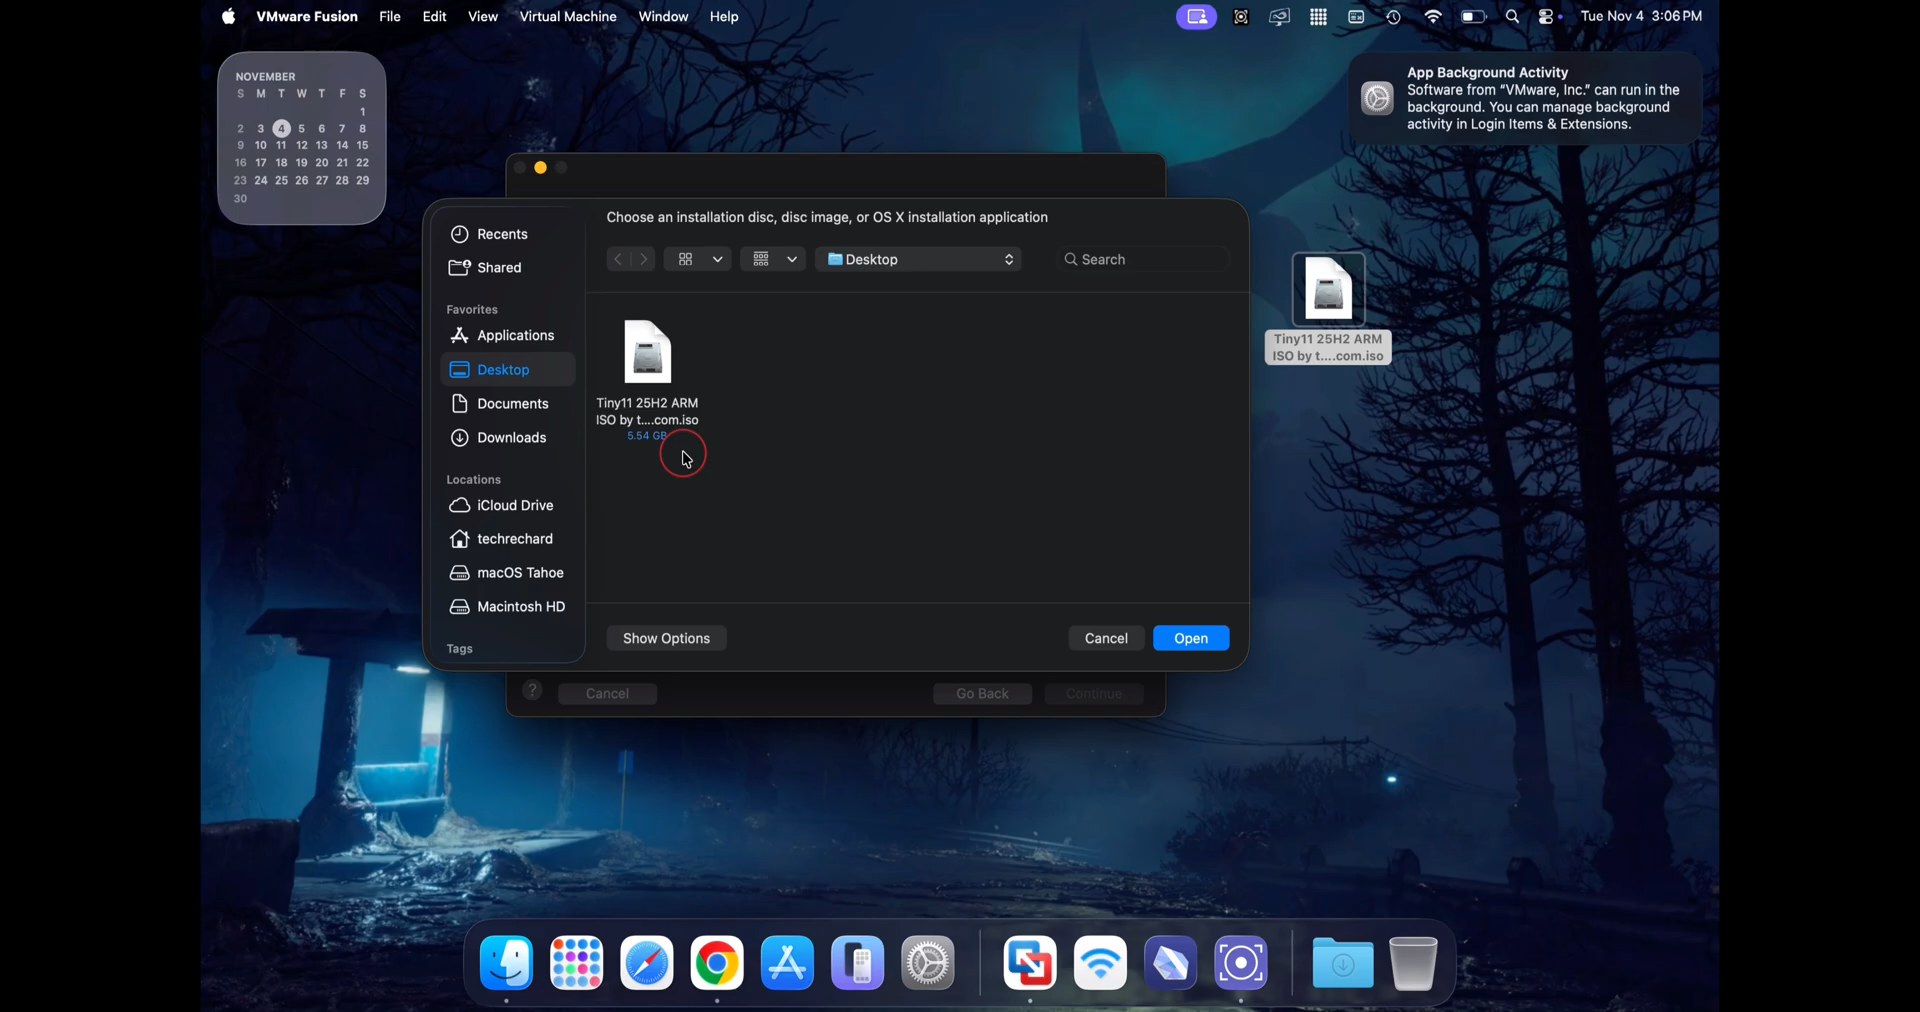 VMware Fusion File Edit View Virtual Machine Window Help
Tue Nov 4 3:06 PM
NOVEMBER
S M T W T F S
1
2 3 4 5 6 7 8
9 10 11 12 13 14 15
16 17 18 19 20 21 22
23 24 25 26 27 28 29
30
App Background Activity
Software from “VMware, Inc.” can run in the
background. You can manage background
activity in Login Items & Extensions.
Choose an installation disc, disc image, or OS X installation application
Recents
Shared
Favorites
Applications
Desktop
Documents
Downloads
Locations
iCloud Drive
techrechard
macOS Tahoe
Macintosh HD
Tags
Desktop
Search
Tiny11 25H2 ARM
ISO by t....com.iso
5.54 GB
Show Options
Cancel
Open
? Cancel
Go Back
Continue
Tiny11 25H2 ARM
ISO by t....com.iso